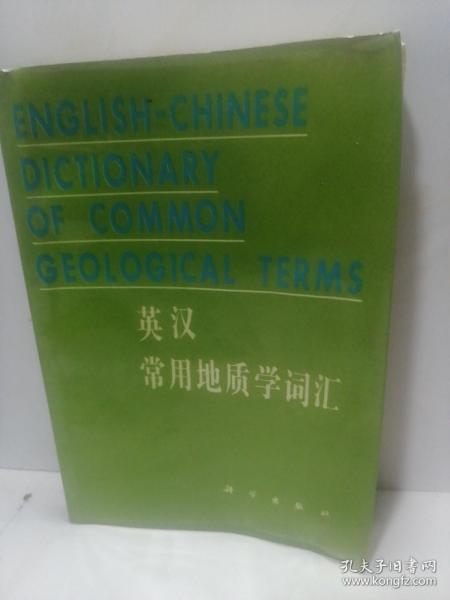 ENGLISH-CHINESE
DICTIONARY
OF COMMON
GEOLOGICAL TERMS
英汉
常用地质学词汇
科学出版社
孔夫子旧书网
www.kongfz.com